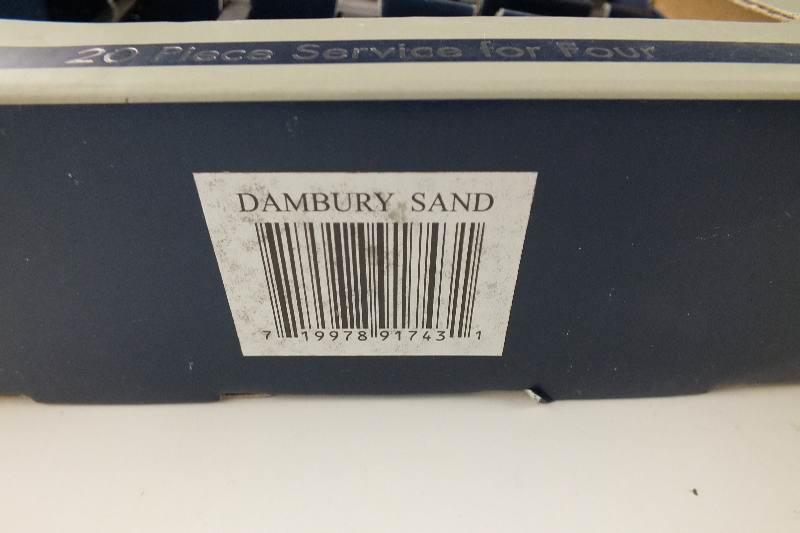 20 Piece Service for Four
DAMBURY SAND
7 19978 91743 1